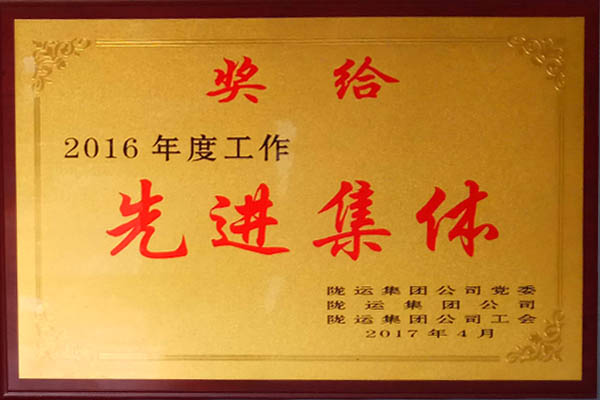 奖给
2016年度工作
先进集体
陇运集团公司党委
陇运集团公司
陇运集团公司工会
2017年4月